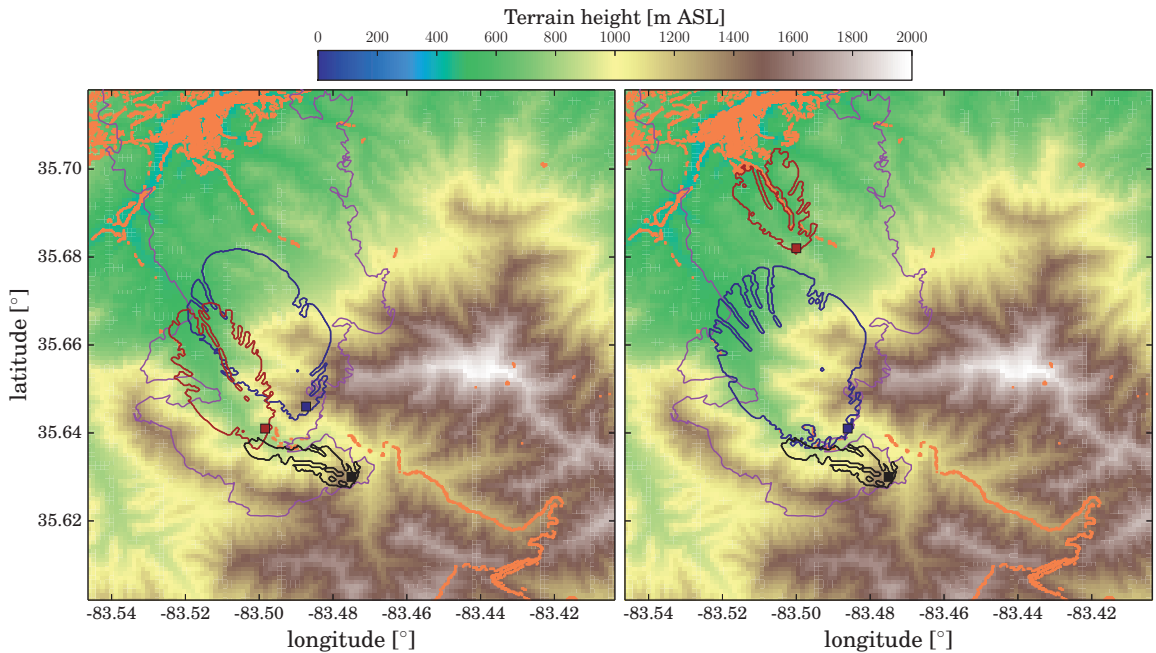 Terrain height [m ASL]
0 200 400 600 800 1000 1200 1400 1600 1800 2000
35.70
35.68
35.66
35.64
35.62
latitude [°]
-83.54 -83.52 -83.50 -83.48 -83.47 -83.44 -83.42
-83.54 -83.52 -83.50 -83.48 -83.46 -83.44 -83.42
longitude [°] longitude [°]